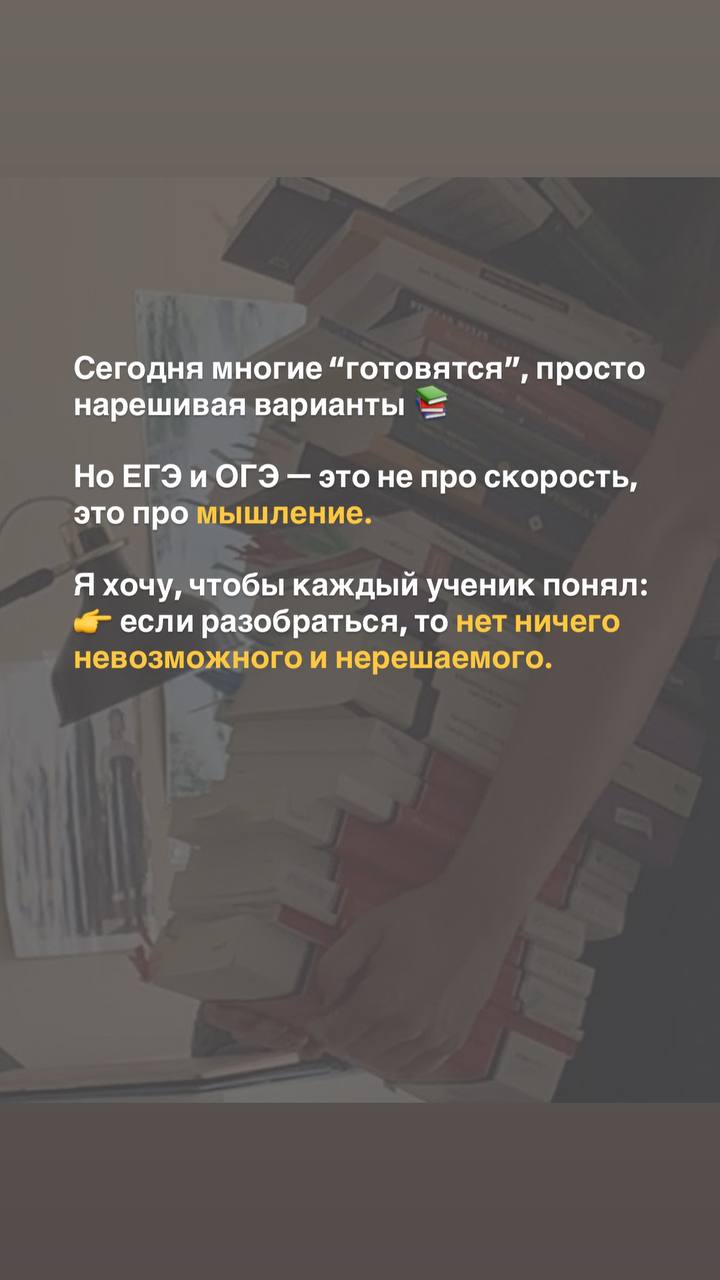 Сегодня многие “готовятся”, просто
нарешивая варианты 📚
Но ЕГЭ и ОГЭ — это не про скорость,
это про мышление.
Я хочу, чтобы каждый ученик понял:
👉 если разобраться, то нет ничего
невозможного и нерешаемого.